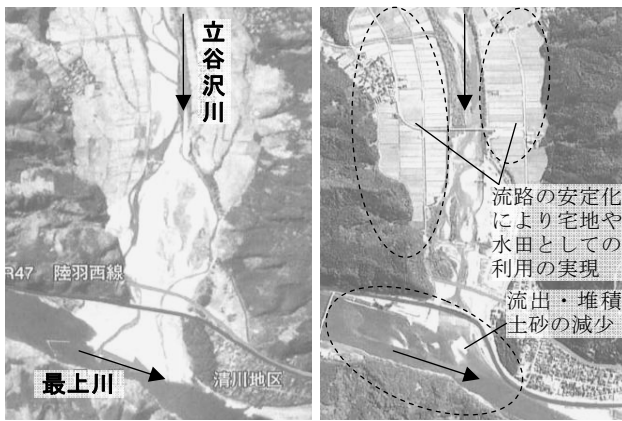 立谷沢川
R47 陸羽西線
最上川
清川地区
流路の安定化
により宅地や
水田としての
利用の実現
流出・堆積
土砂の減少